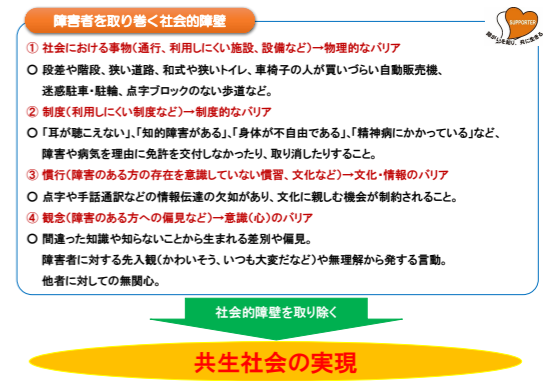 障害者を取り巻く社会的障壁
SUPPORTER
障がいを知り、共に生きる
① 社会における事物(通行、利用しにくい施設、設備など)→物理的なバリア
○ 段差や階段、狭い道路、和式や狭いトイレ、車椅子の人が買いづらい自動販売機、
迷惑駐車・駐輪、点字ブロックのない歩道など。
② 制度(利用しにくい制度など)→制度的なバリア
○ 「耳が聴こえない」、「知的障害がある」、「身体が不自由である」、「精神病にかかっている」など、
障害や病気を理由に免許を交付しなかったり、取り消したりすること。
③ 慣行(障害のある方の存在を意識していない慣習、文化など)→文化・情報のバリア
○ 点字や手話通訳などの情報伝達の欠如があり、文化に親しむ機会が制約されること。
④ 観念(障害のある方への偏見など)→意識(心)のバリア
○ 間違った知識や知らないことから生まれる差別や偏見。
障害者に対する先入観(かわいそう、いつも大変だなど)や無理解から発する言動。
他者に対しての無関心。
社会的障壁を取り除く
共生社会の実現